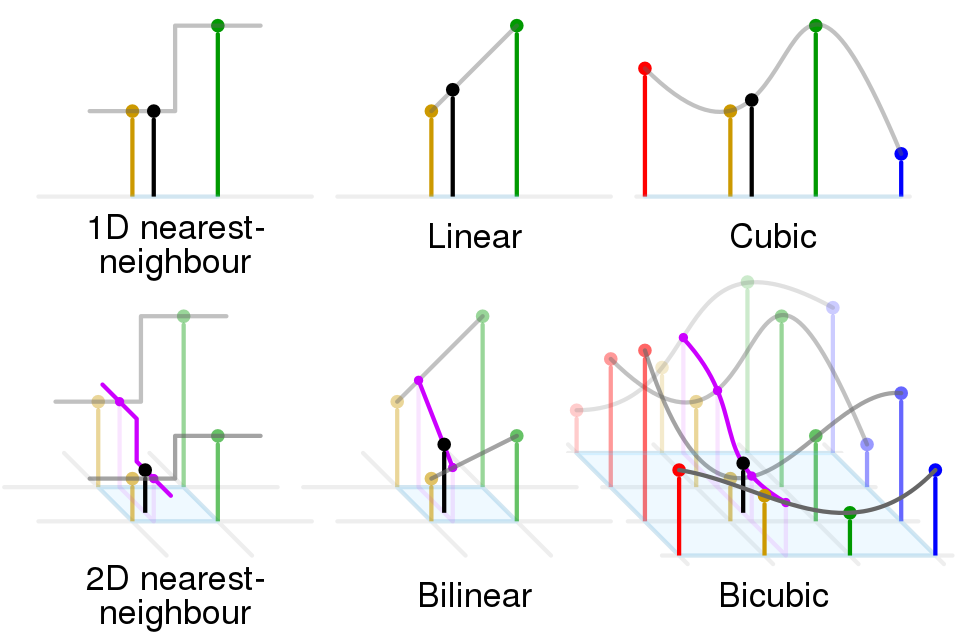 1D nearest-
neighbour
Linear
Cubic
2D nearest-
neighbour
Bilinear
Bicubic